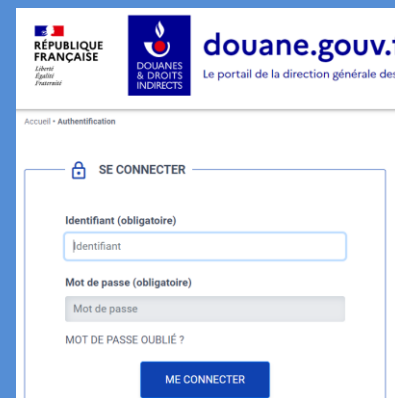 RÉPUBLIQUE
FRANÇAISE
Liberté
Égalité
Fraternité
DOUANES
& DROITS
INDIRECTS
douane.gouv.f
Le portail de la direction générale des
Accueil • Authentification
SE CONNECTER
Identifiant (obligatoire)
Identifiant
Mot de passe (obligatoire)
Mot de passe
MOT DE PASSE OUBLIÉ ?
ME CONNECTER